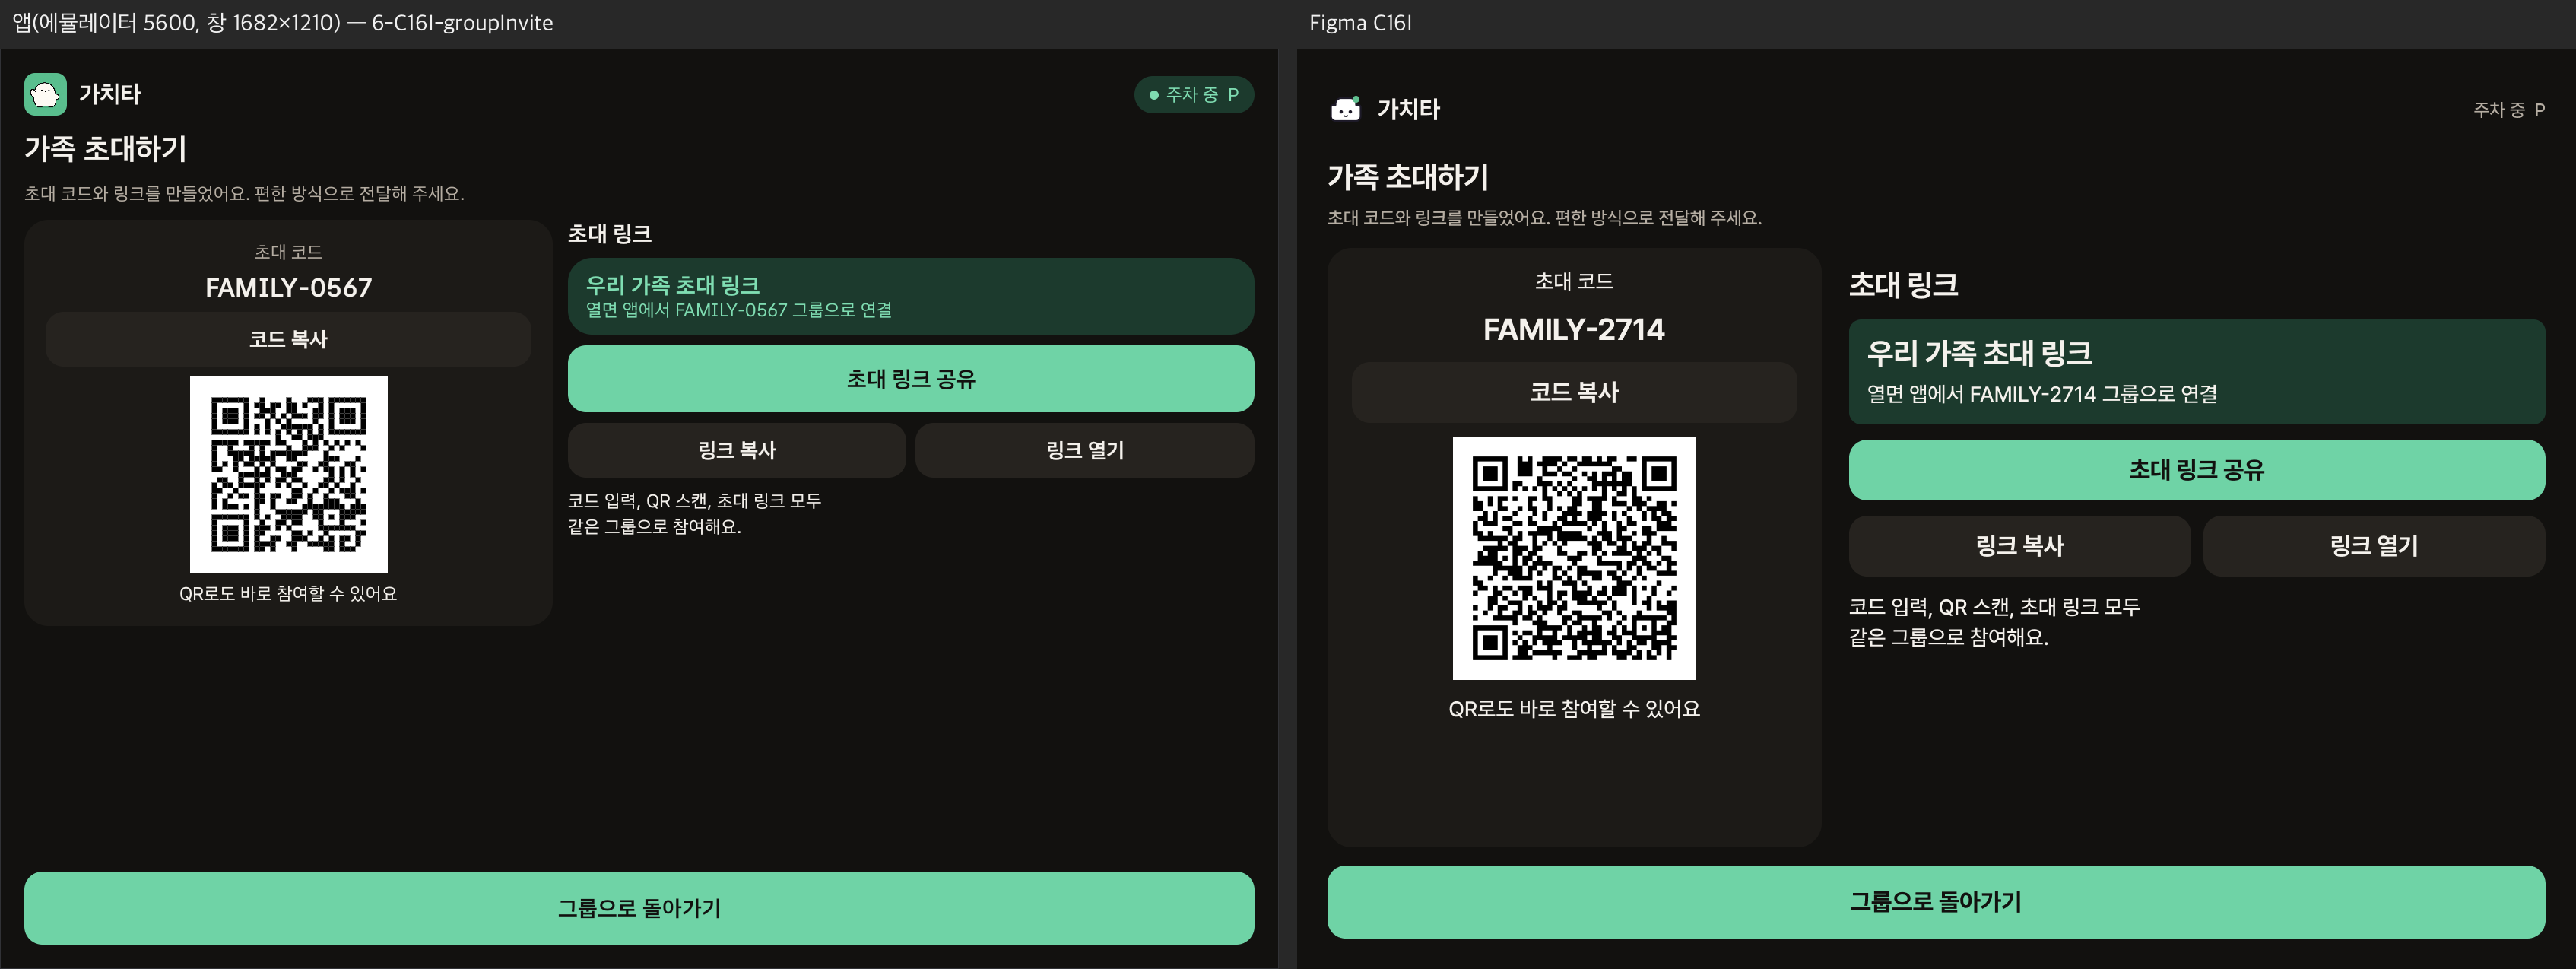 앱(에뮬레이터 5600, 창 1682×1210) — 6-C16I-groupInvite
가치타
주차 중 P
가족 초대하기
초대 코드와 링크를 만들었어요. 편한 방식으로 전달해 주세요.
초대 코드
FAMILY-0567
코드 복사
QR로도 바로 참여할 수 있어요
초대 링크
우리 가족 초대 링크
열면 앱에서 FAMILY-0567 그룹으로 연결
초대 링크 공유
링크 복사
링크 열기
코드 입력, QR 스캔, 초대 링크 모두
같은 그룹으로 참여해요.
그룹으로 돌아가기
Figma C16I
가치타
주차 중 P
가족 초대하기
초대 코드와 링크를 만들었어요. 편한 방식으로 전달해 주세요.
초대 코드
FAMILY-2714
코드 복사
QR로도 바로 참여할 수 있어요
초대 링크
우리 가족 초대 링크
열면 앱에서 FAMILY-2714 그룹으로 연결
초대 링크 공유
링크 복사
링크 열기
코드 입력, QR 스캔, 초대 링크 모두
같은 그룹으로 참여해요.
그룹으로 돌아가기